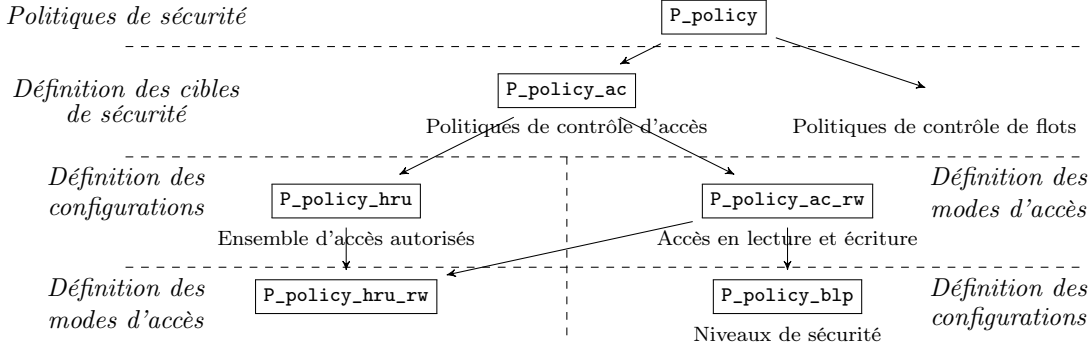 Politiques de sécurité
P_policy
Définition des cibles
de sécurité
P_policy_ac
Politiques de contrôle d'accès
Politiques de contrôle de flots
Définition des
configurations
P_policy_hru
Ensemble d'accès autorisés
P_policy_ac_rw
Accès en lecture et écriture
Définition des
modes d'accès
Définition des
modes d'accès
P_policy_hru_rw
P_policy_blp
Niveaux de sécurité
Définition des
configurations